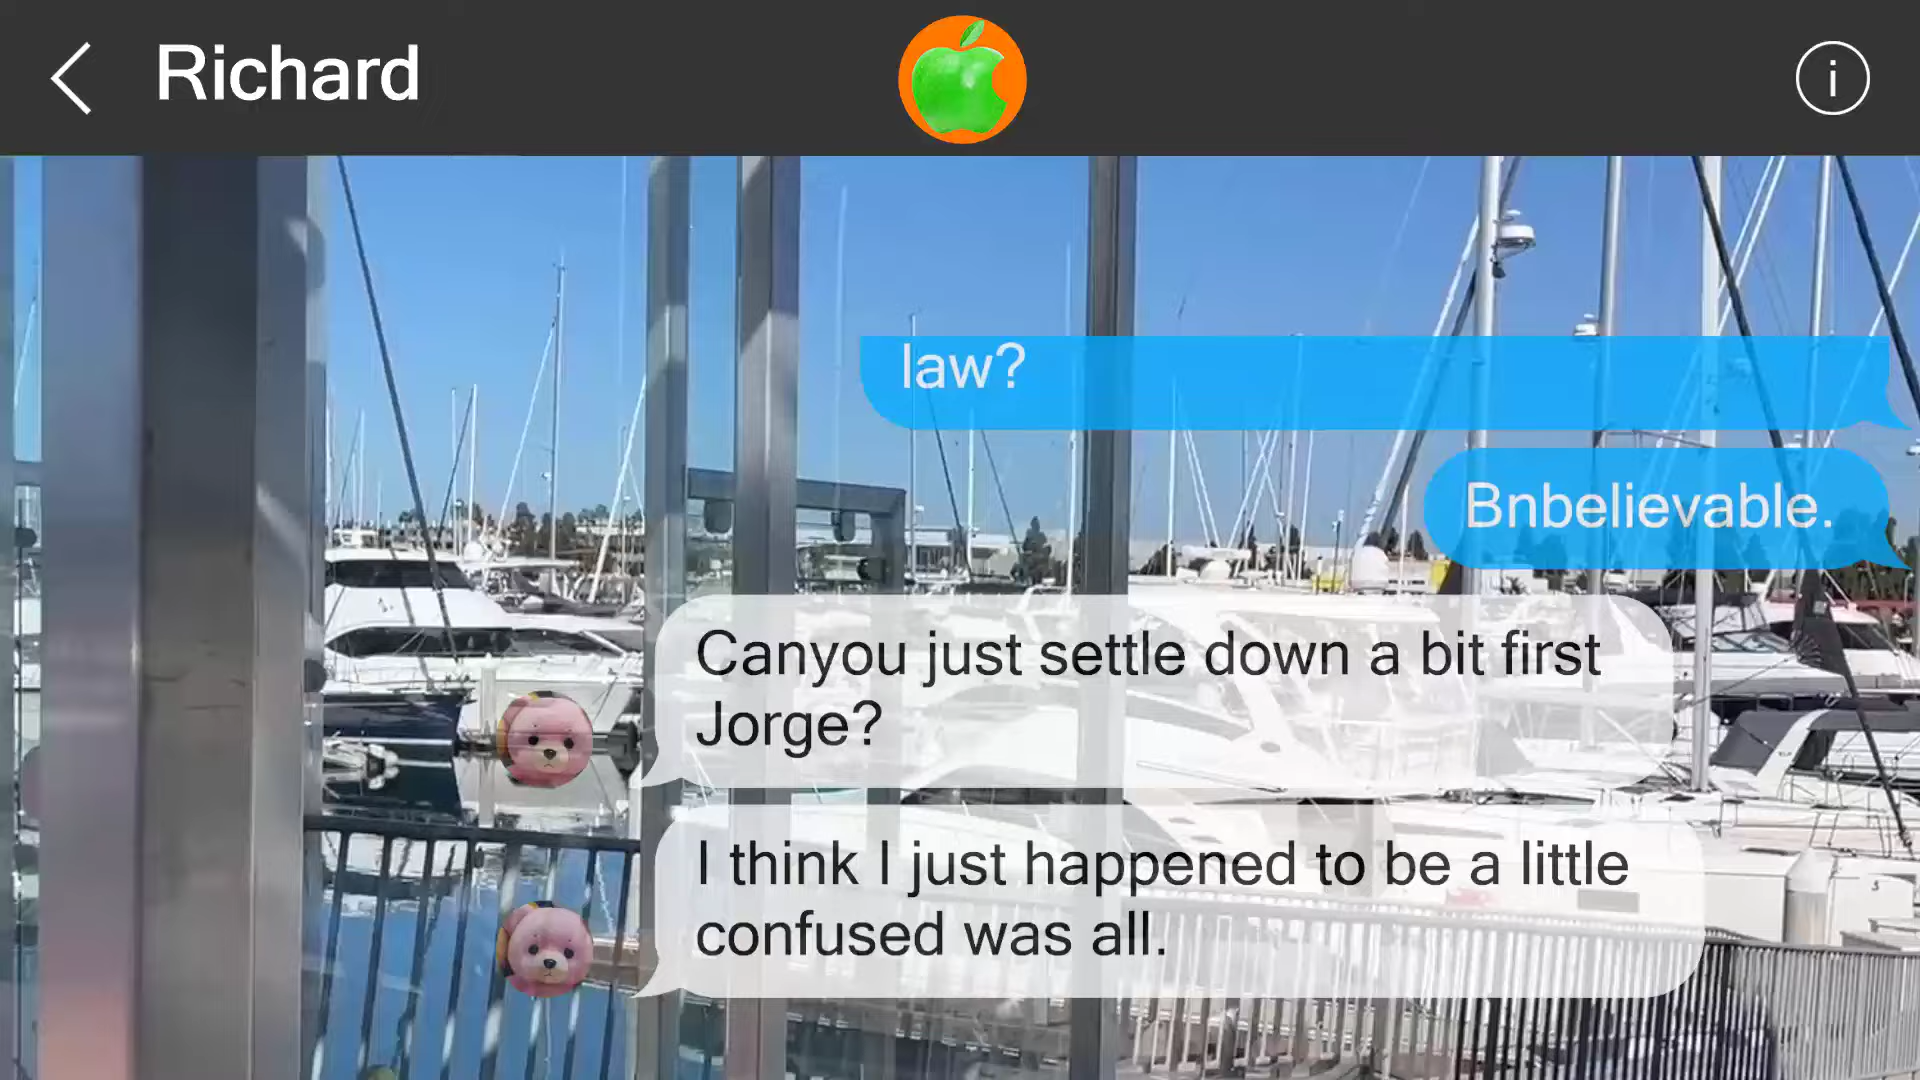 Richard
law?
Bnbelievable.
Canyou just settle down a bit first
Jorge?
I think I just happened to be a little
confused was all.